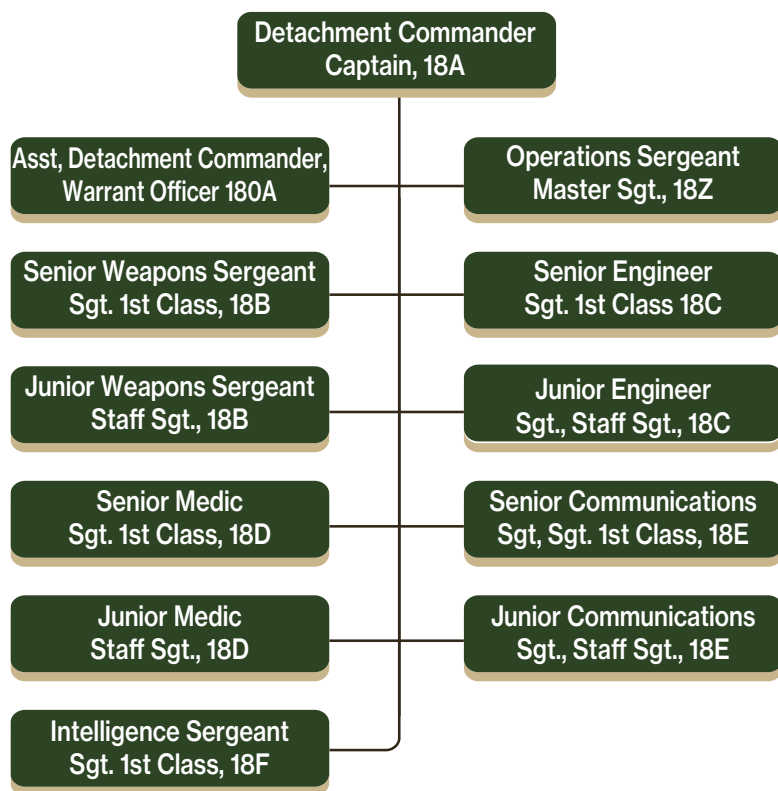 Detachment Commander
Captain, 18A
Asst, Detachment Commander,
Warrant Officer 180A
Operations Sergeant
Master Sgt., 18Z
Senior Weapons Sergeant
Sgt. 1st Class, 18B
Senior Engineer
Sgt. 1st Class 18C
Junior Weapons Sergeant
Staff Sgt., 18B
Junior Engineer
Sgt., Staff Sgt., 18C
Senior Medic
Sgt. 1st Class, 18D
Senior Communications
Sgt, Sgt. 1st Class, 18E
Junior Medic
Staff Sgt., 18D
Junior Communications
Sgt., Staff Sgt., 18E
Intelligence Sergeant
Sgt. 1st Class, 18F